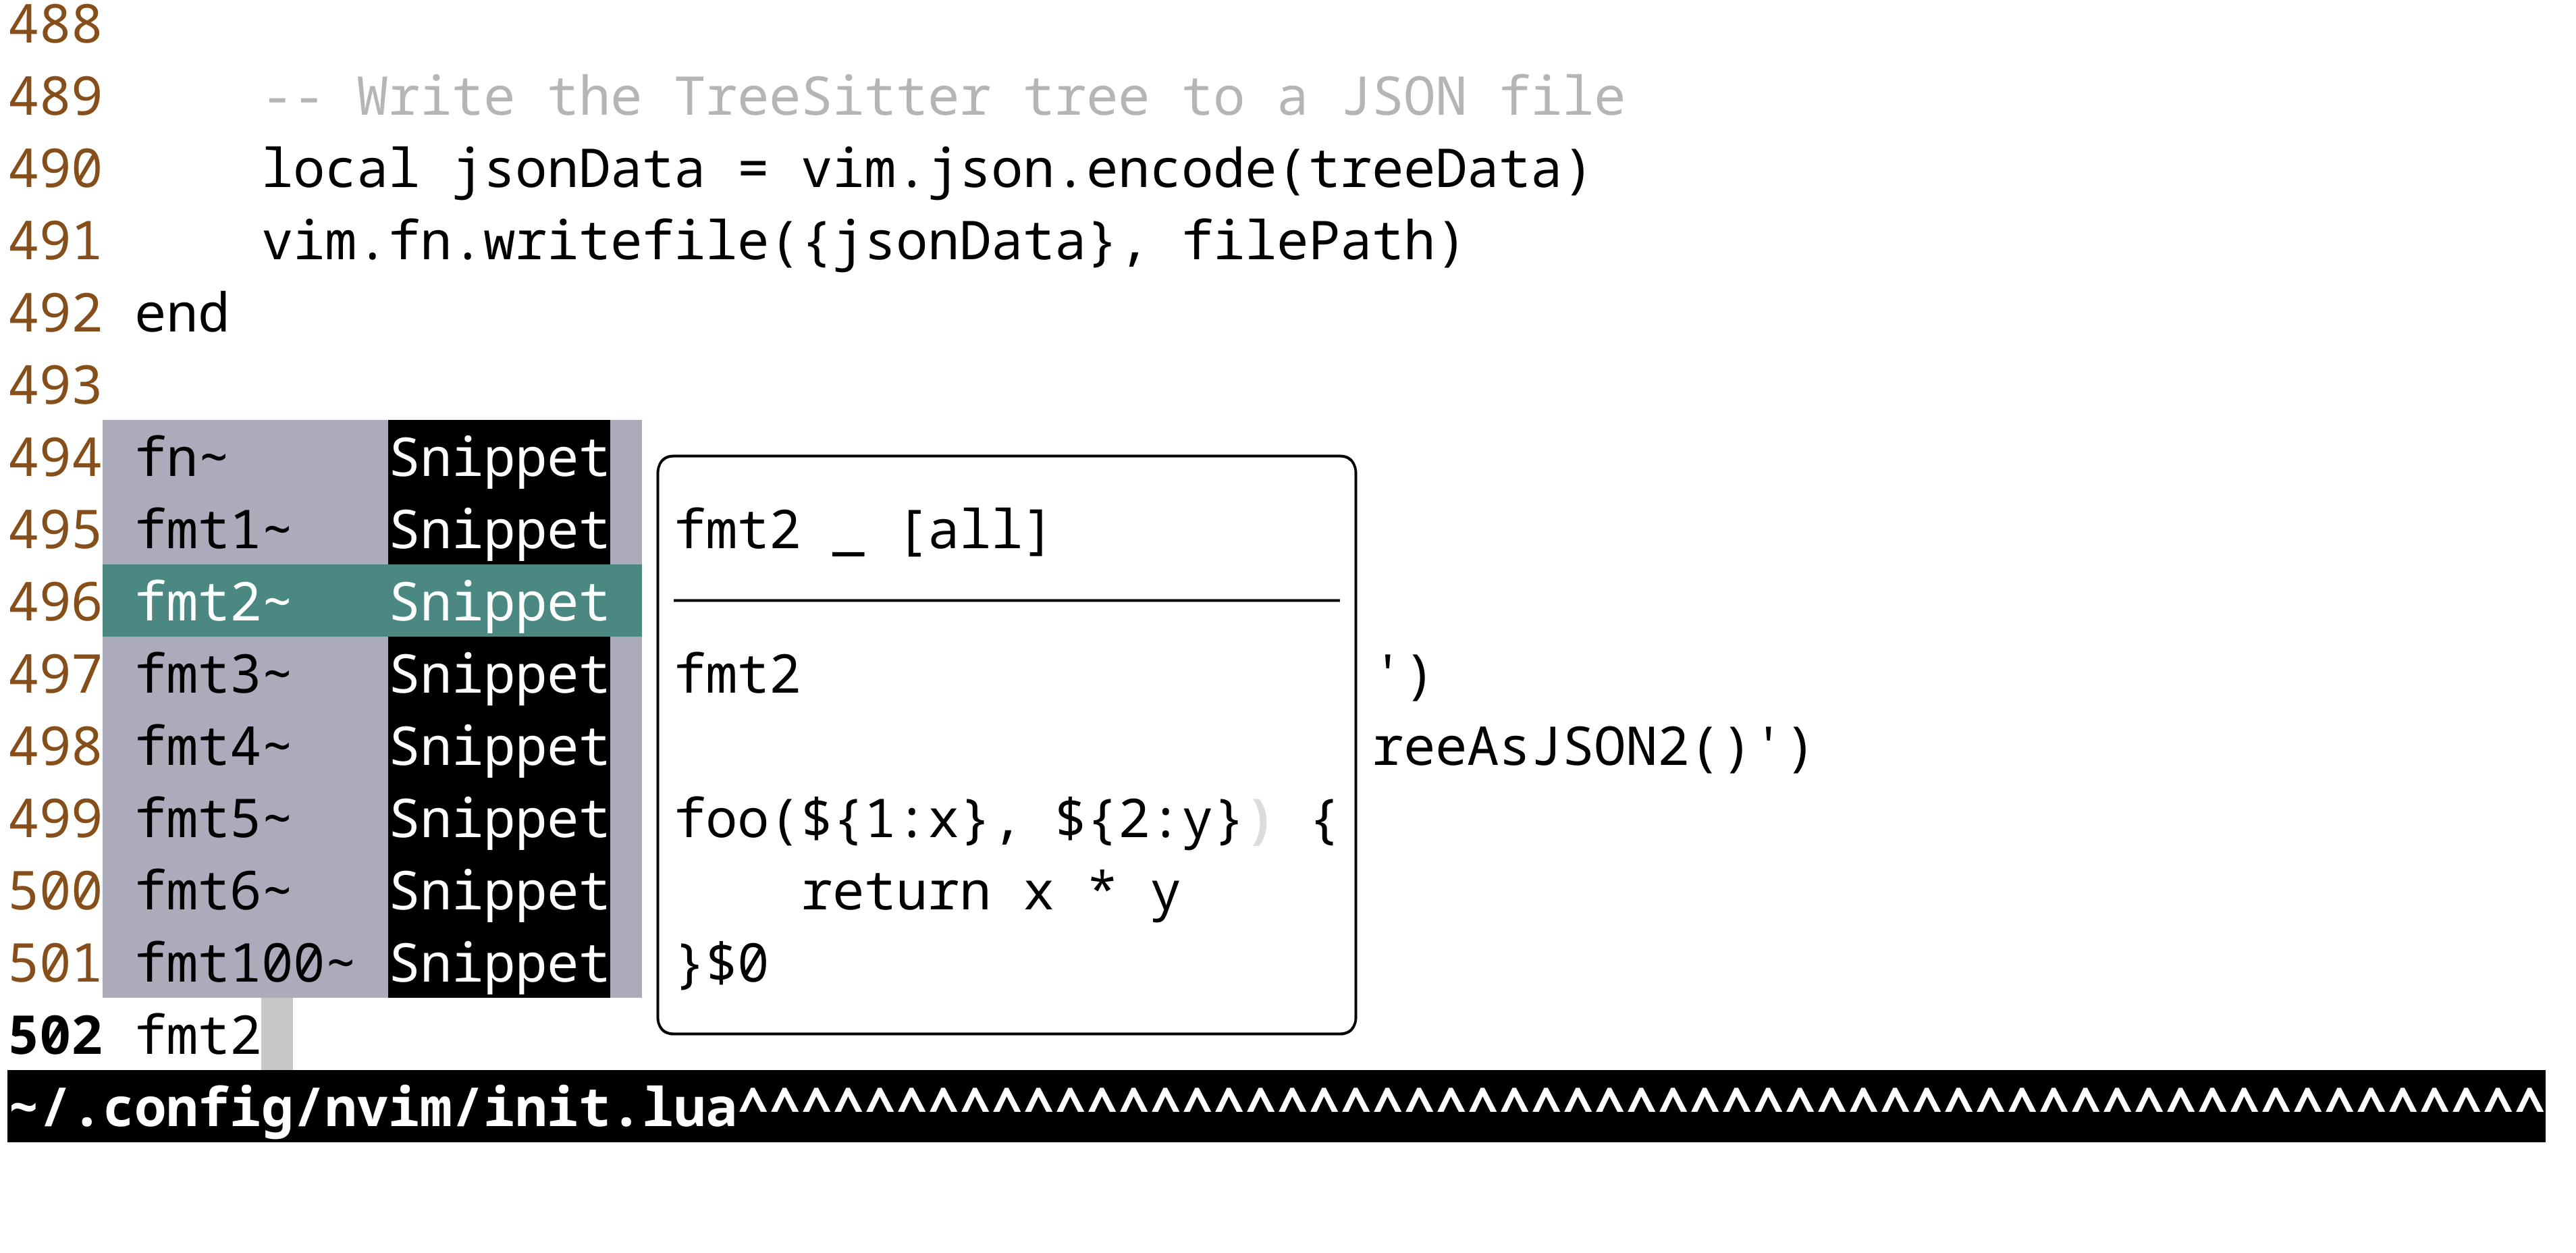 488
489     -- Write the TreeSitter tree to a JSON file
490     local jsonData = vim.json.encode(treeData)
491     vim.fn.writefile({jsonData}, filePath)
492 end
493
494 fn~     Snippet
495 fmt1~   Snippet  fmt2 _ [all]
496 fmt2~   Snippet
497 fmt3~   Snippet  fmt2                  ')
498 fmt4~   Snippet                        reeAsJSON2()')
499 fmt5~   Snippet  foo(${1:x}, ${2:y}) {
500 fmt6~   Snippet      return x * y
501 fmt100~ Snippet  }$0
502 fmt2
~/.config/nvim/init.lua^^^^^^^^^^^^^^^^^^^^^^^^^^^^^^^^^^^^^^^^^^^^^^^^^^^^^^^^^